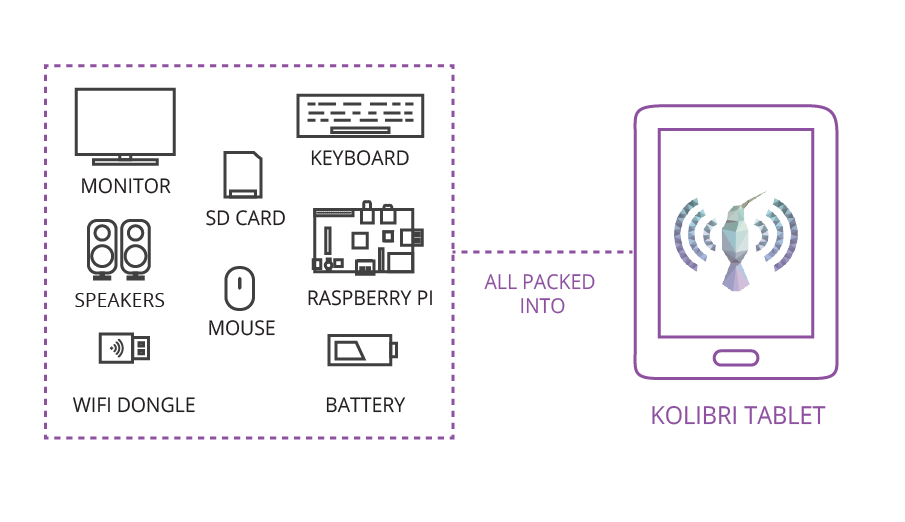 MONITOR
KEYBOARD
SD CARD
SPEAKERS
RASPBERRY PI
MOUSE
WIFI DONGLE
BATTERY
ALL PACKED
INTO
KOLIBRI TABLET